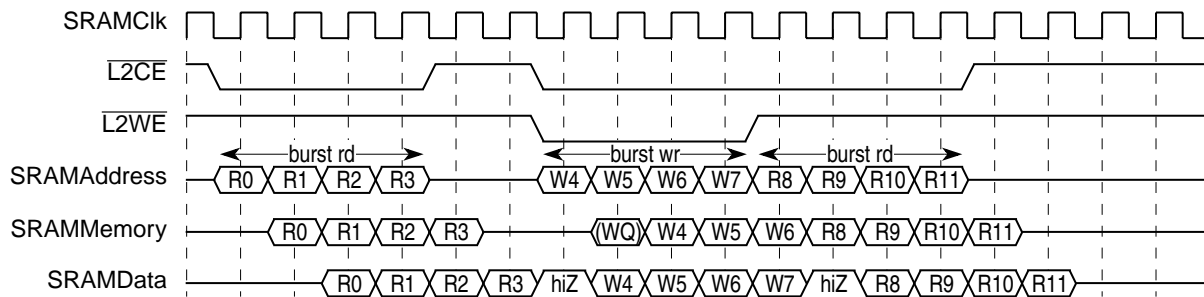 SRAMClk
L2CE
L2WE
burst rd burst wr burst rd
SRAMAddress R0 R1 R2 R3 W4 W5 W6 W7 R8 R9 R10 R11
SRAMMemory R0 R1 R2 R3 (WQ) W4 W5 W6 R8 R9 R10 R11
SRAMData R0 R1 R2 R3 hiZ W4 W5 W6 W7 hiZ R8 R9 R10 R11